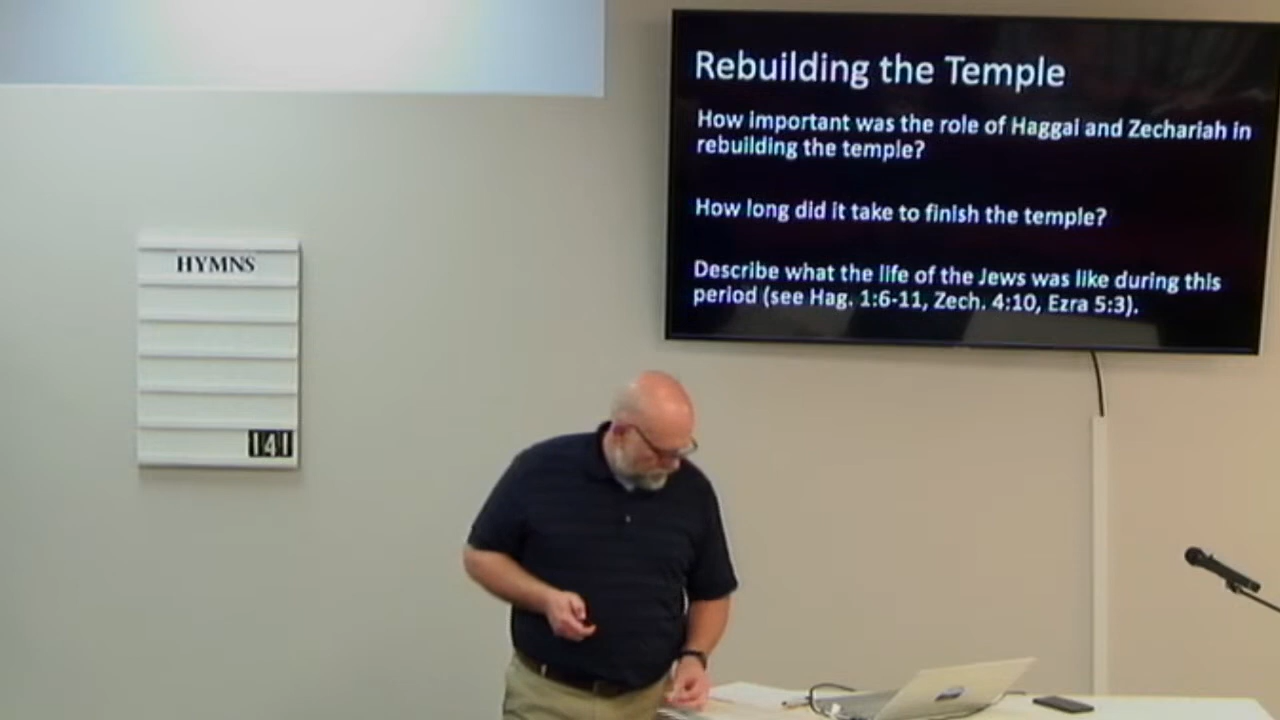 Rebuilding the Temple
How important was the role of Haggai and Zechariah in
rebuilding the temple?
How long did it take to finish the temple?
Describe what the life of the Jews was like during this
period (see Hag. 1:6-11, Zech. 4:10, Ezra 5:3).
HYMNS
141